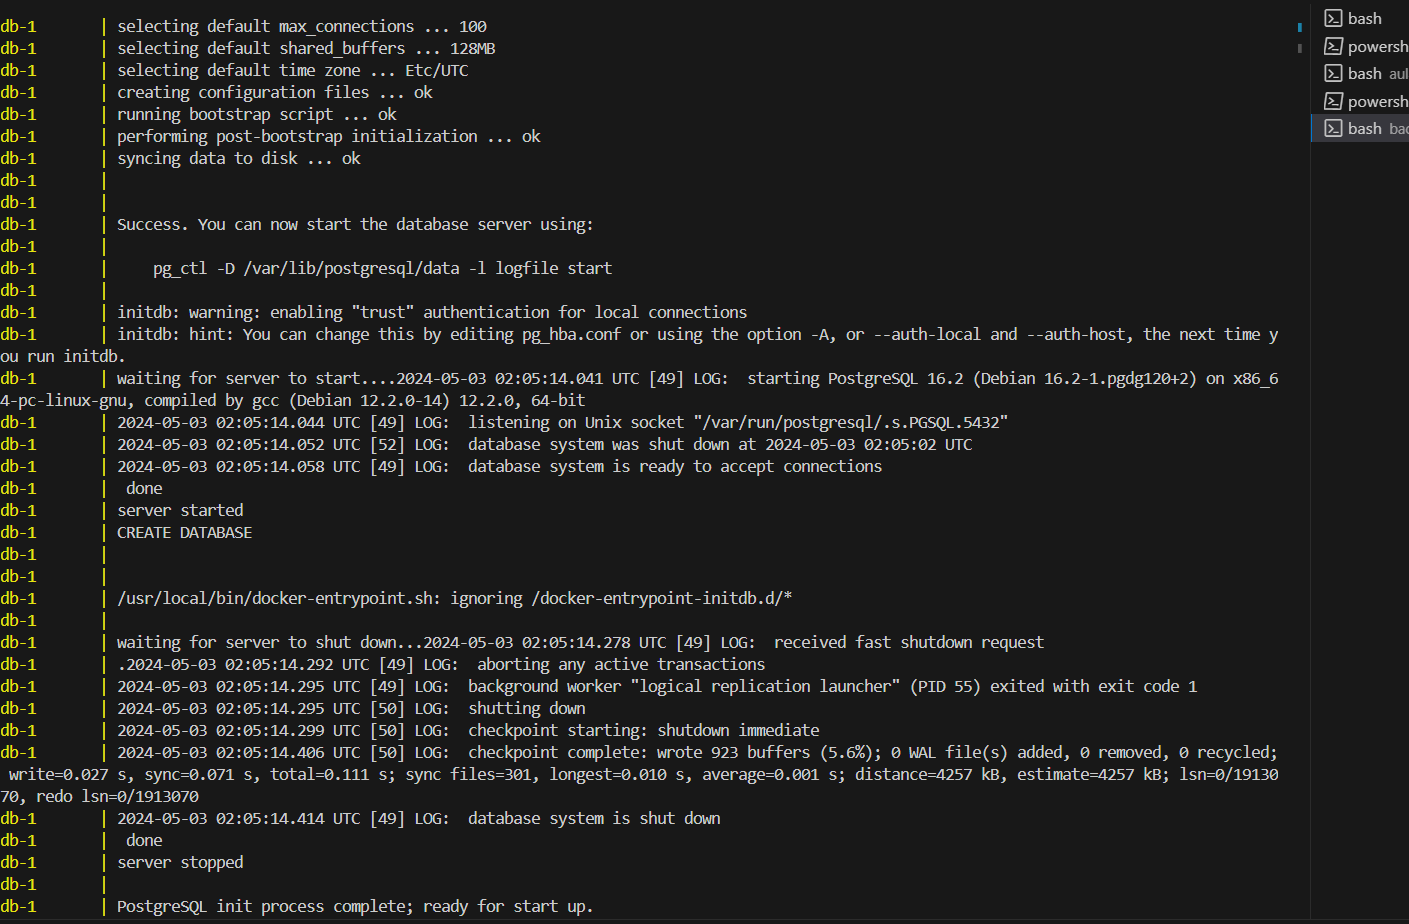 db-1 | selecting default max_connections ... 100
db-1 | selecting default shared_buffers ... 128MB
db-1 | selecting default time zone ... Etc/UTC
db-1 | creating configuration files ... ok
db-1 | running bootstrap script ... ok
db-1 | performing post-bootstrap initialization ... ok
db-1 | syncing data to disk ... ok
db-1 |
db-1 |
db-1 | Success. You can now start the database server using:
db-1 |
db-1 |     pg_ctl -D /var/lib/postgresql/data -l logfile start
db-1 |
db-1 | initdb: warning: enabling "trust" authentication for local connections
db-1 | initdb: hint: You can change this by editing pg_hba.conf or using the option -A, or --auth-local and --auth-host, the next time y
ou run initdb.
db-1 | waiting for server to start....2024-05-03 02:05:14.041 UTC [49] LOG:  starting PostgreSQL 16.2 (Debian 16.2-1.pgdg120+2) on x86_6
4-pc-linux-gnu, compiled by gcc (Debian 12.2.0-14) 12.2.0, 64-bit
db-1 | 2024-05-03 02:05:14.044 UTC [49] LOG:  listening on Unix socket "/var/run/postgresql/.s.PGSQL.5432"
db-1 | 2024-05-03 02:05:14.052 UTC [52] LOG:  database system was shut down at 2024-05-03 02:05:02 UTC
db-1 | 2024-05-03 02:05:14.058 UTC [49] LOG:  database system is ready to accept connections
db-1 |  done
db-1 | server started
db-1 | CREATE DATABASE
db-1 |
db-1 |
db-1 | /usr/local/bin/docker-entrypoint.sh: ignoring /docker-entrypoint-initdb.d/*
db-1 |
db-1 | waiting for server to shut down...2024-05-03 02:05:14.278 UTC [49] LOG:  received fast shutdown request
db-1 | .2024-05-03 02:05:14.292 UTC [49] LOG:  aborting any active transactions
db-1 | 2024-05-03 02:05:14.295 UTC [49] LOG:  background worker "logical replication launcher" (PID 55) exited with exit code 1
db-1 | 2024-05-03 02:05:14.295 UTC [50] LOG:  shutting down
db-1 | 2024-05-03 02:05:14.299 UTC [50] LOG:  checkpoint starting: shutdown immediate
db-1 | 2024-05-03 02:05:14.406 UTC [50] LOG:  checkpoint complete: wrote 923 buffers (5.6%); 0 WAL file(s) added, 0 removed, 0 recycled;
 write=0.027 s, sync=0.071 s, total=0.111 s; sync files=301, longest=0.010 s, average=0.001 s; distance=4257 kB, estimate=4257 kB; lsn=0/19130
70, redo lsn=0/1913070
db-1 | 2024-05-03 02:05:14.414 UTC [49] LOG:  database system is shut down
db-1 |  done
db-1 | server stopped
db-1 |
db-1 | PostgreSQL init process complete; ready for start up.
bash
powersh
bash aul
powersh
bash bac